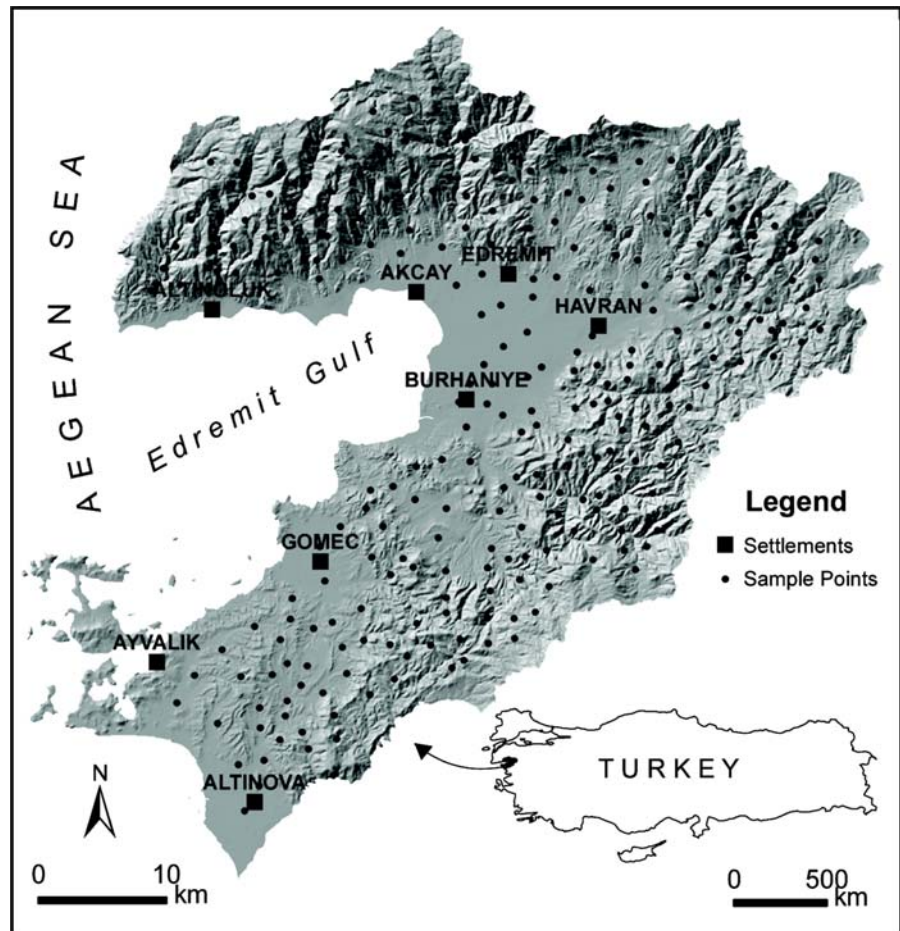 AEGEAN SEA
Edremit Gulf
EDREMIT
AKCAY
ALTINOLUK
HAVRAN
BURHANIYE
GOMEC
AYVALIK
ALTINOVA
Legend
Settlements
Sample Points
TURKEY
N
0 10
km
0 500
km